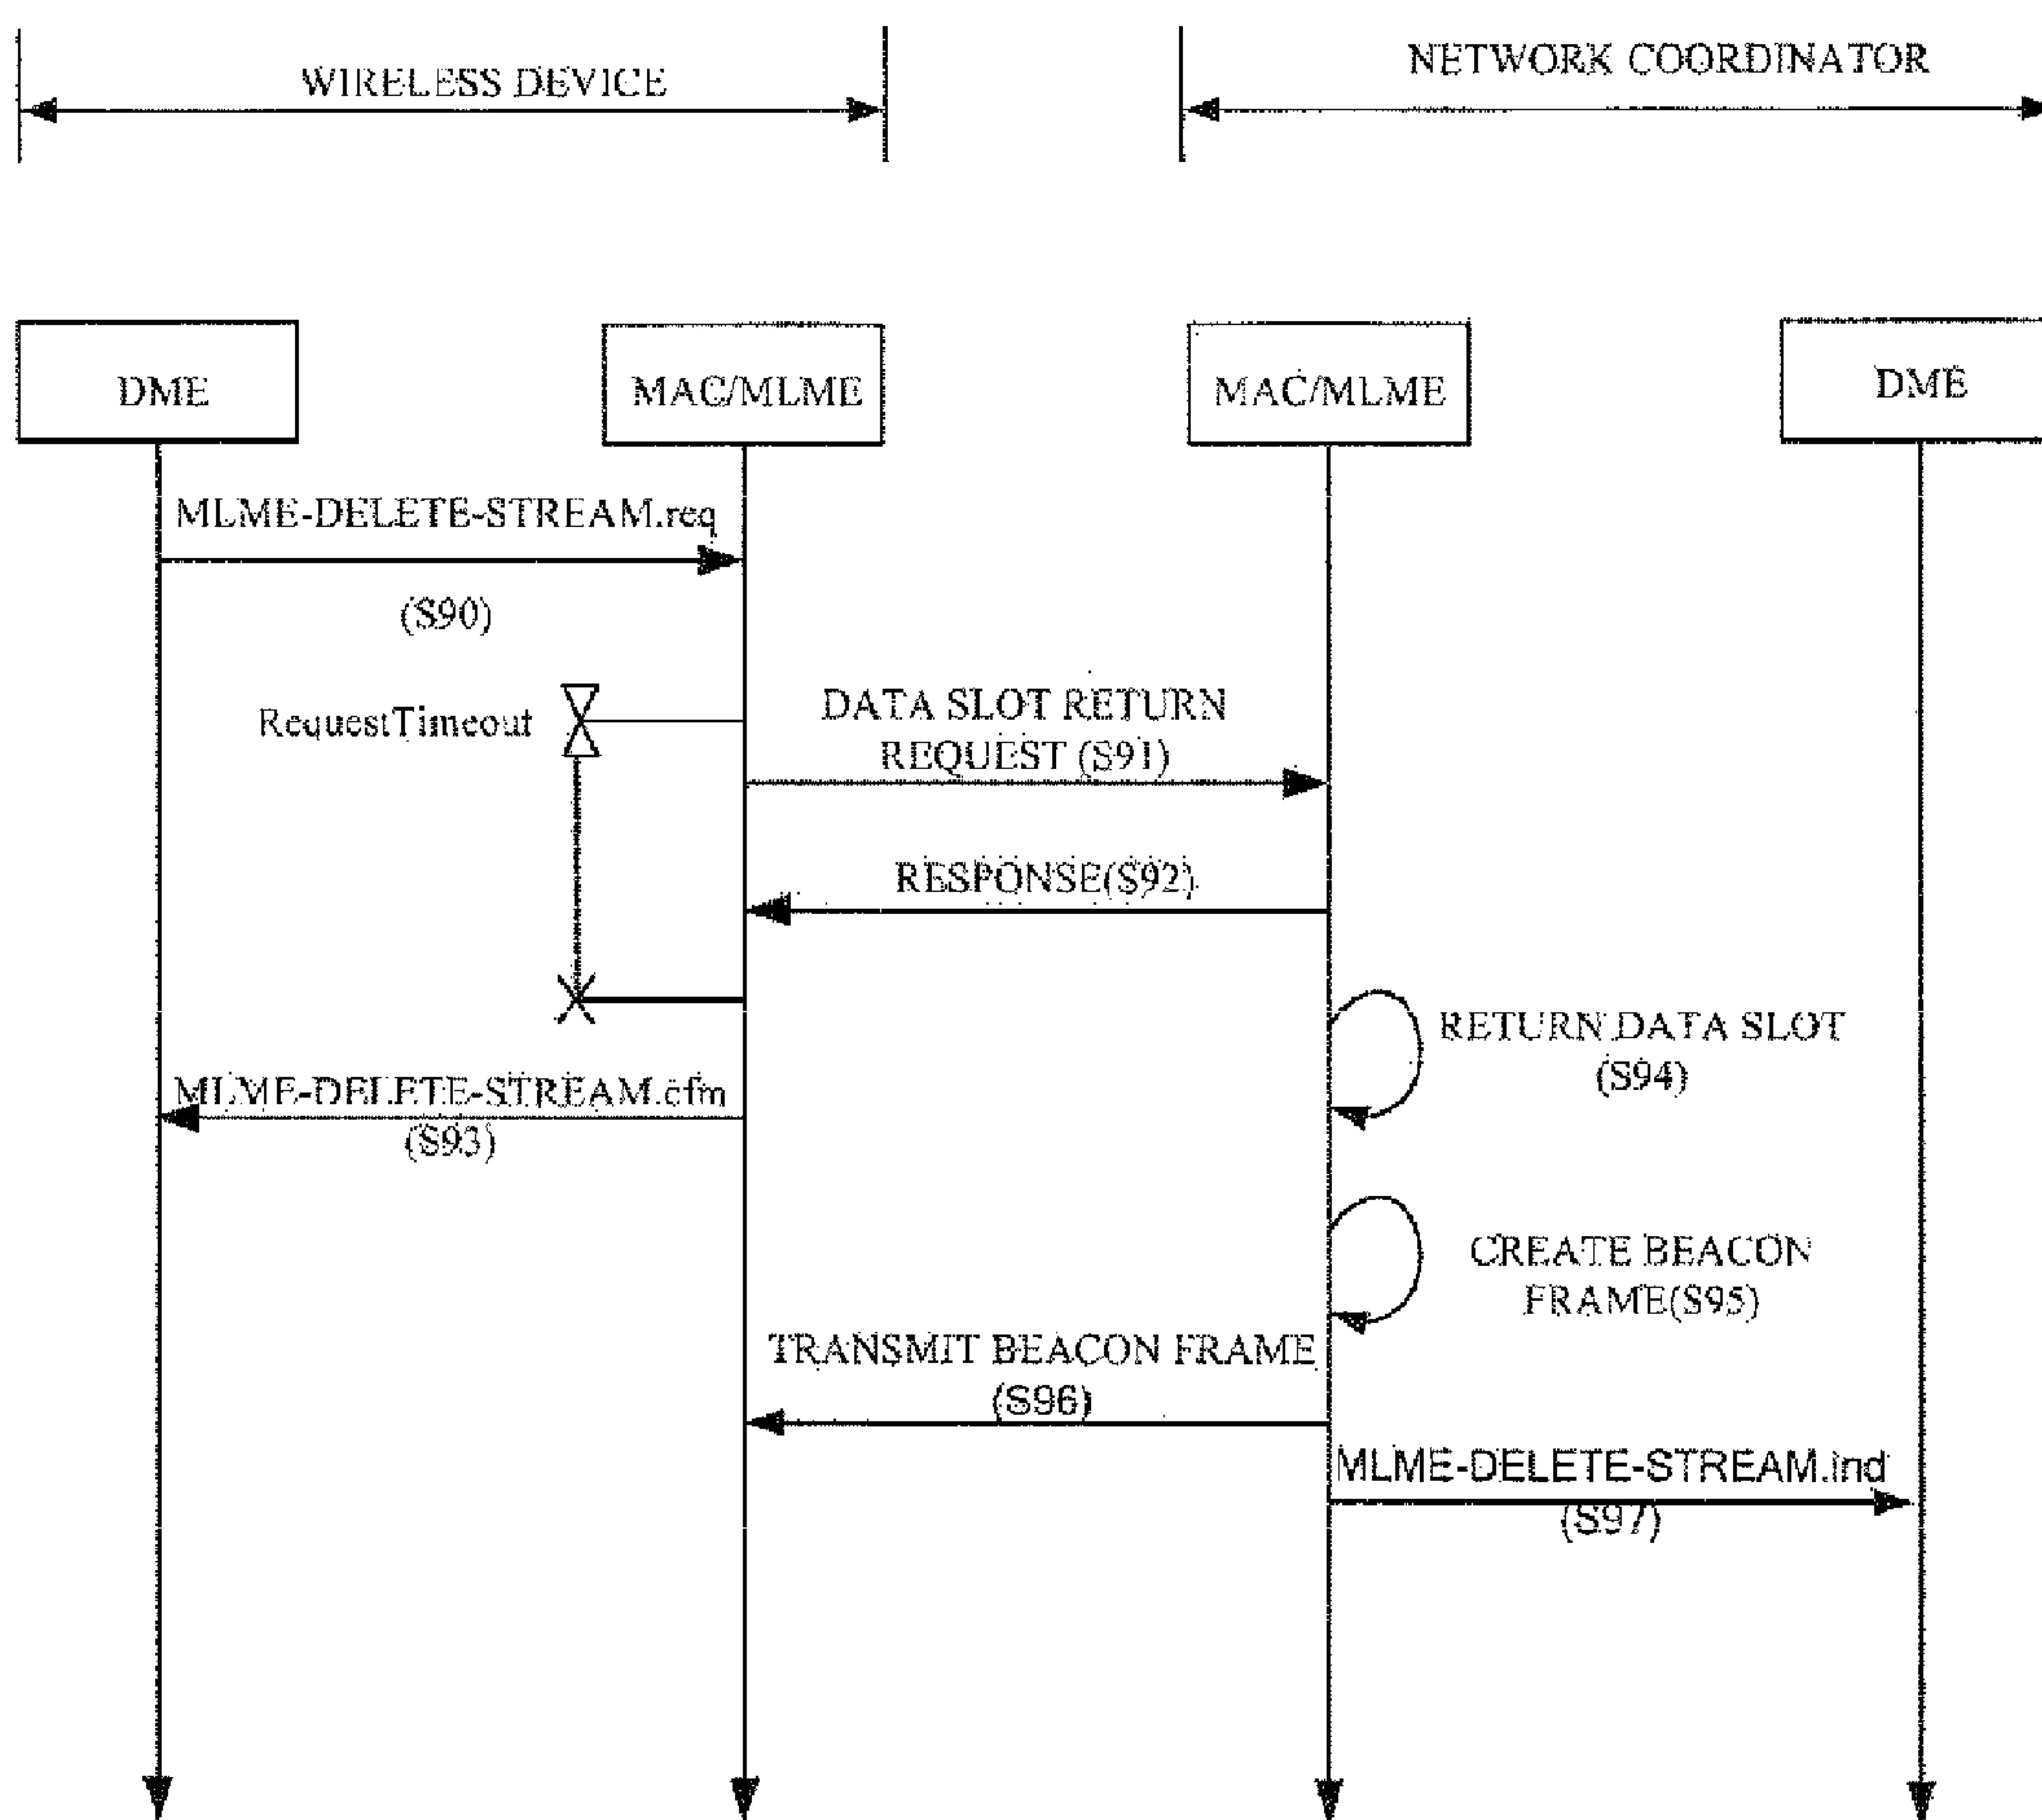 WIRELESS DEVICE
NETWORK COORDINATOR
DME
MAC/MLME
MAC/MLME
DME
MLME-DELETE-STREAM.req
(S90)
RequestTimeout
DATA SLOT RETURN
REQUEST (S91)
RESPONSE(S92)
RETURN DATA SLOT
(S94)
MLME-DELETE-STREAM.cfm
(S93)
CREATE BEACON
FRAME(S95)
TRANSMIT BEACON FRAME
(S96)
MLME-DELETE-STREAM.ind
(S97)